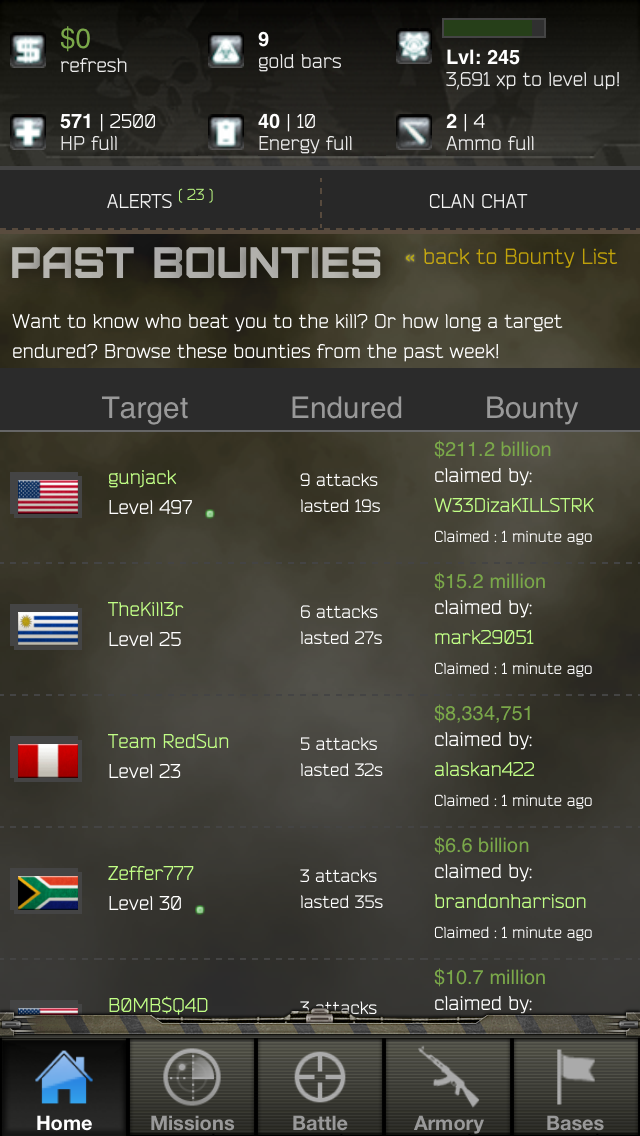 $0
refresh
9
gold bars
Lvl: 245
3,691 xp to level up!
571 | 2500
HP full
40 | 10
Energy full
2 | 4
Ammo full
ALERTS (23)
CLAN CHAT
PAST BOUNTIES
« back to Bounty List
Want to know who beat you to the kill? Or how long a target
endured? Browse these bounties from the past week!
Target Endured Bounty
gunjack
Level 497
9 attacks
lasted 19s
$211.2 billion
claimed by:
W33DizaKILLSTRK
Claimed : 1 minute ago
TheKill3r
Level 25
6 attacks
lasted 27s
$15.2 million
claimed by:
mark29051
Claimed : 1 minute ago
Team RedSun
Level 23
5 attacks
lasted 32s
$8,334,751
claimed by:
alaskan422
Claimed : 1 minute ago
Zeffer777
Level 30
3 attacks
lasted 35s
$6.6 billion
claimed by:
brandonharrison
Claimed : 1 minute ago
B0MB$Q4D
3 attacks
$10.7 million
claimed by:
Home
Missions
Battle
Armory
Bases